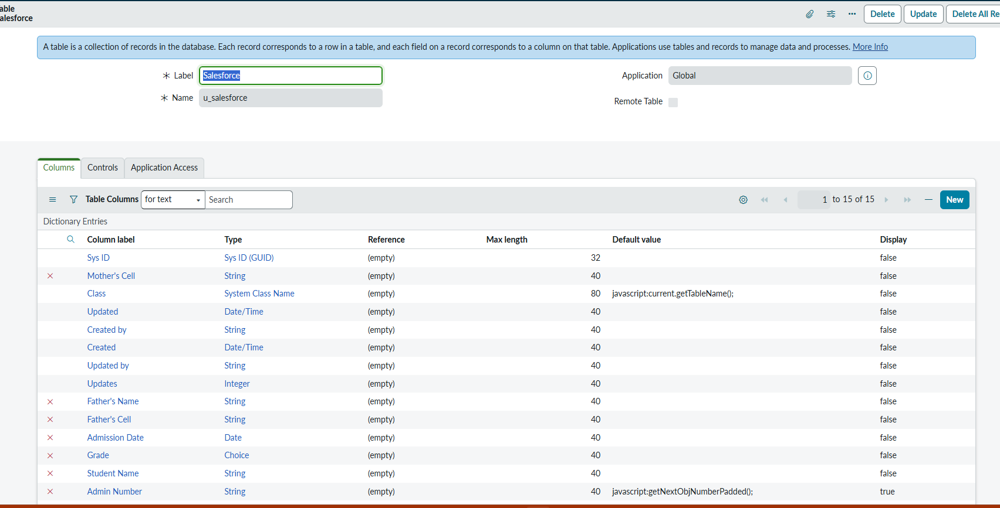 able
alesforce
Delete Update Delete All Re
A table is a collection of records in the database. Each record corresponds to a row in a table, and each field on a record corresponds to a column on that table. Applications use tables and records to manage data and processes. More Info
Label Salesforce Application Global
Name u_salesforce Remote Table
Columns Controls Application Access
Table Columns for text Search 1 to 15 of 15 New
Dictionary Entries
Column label Type Reference Max length Default value Display
Sys ID Sys ID (GUID) (empty) 32 false
Mother's Cell String (empty) 40 false
Class System Class Name (empty) 80 javascript:current.getTableName(); false
Updated Date/Time (empty) 40 false
Created by String (empty) 40 false
Created Date/Time (empty) 40 false
Updated by String (empty) 40 false
Updates Integer (empty) 40 false
Father's Name String (empty) 40 false
Father's Cell String (empty) 40 false
Admission Date Date (empty) 40 false
Grade Choice (empty) 40 false
Student Name String (empty) 40 false
Admin Number String (empty) 40 javascript:getNextObjNumberPadded(); true